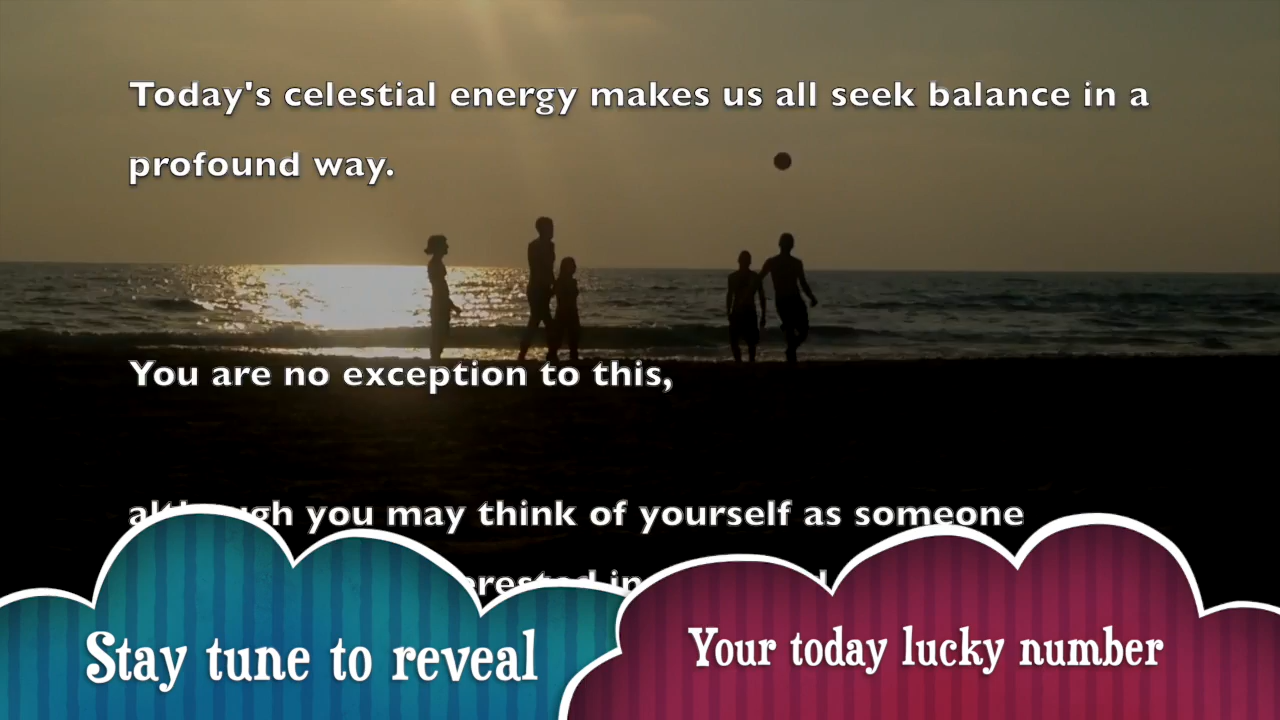 Today's celestial energy makes us all seek balance in a
profound way.
You are no exception to this,
although you may think of yourself as someone
in
Stay tune to reveal
Your today lucky number